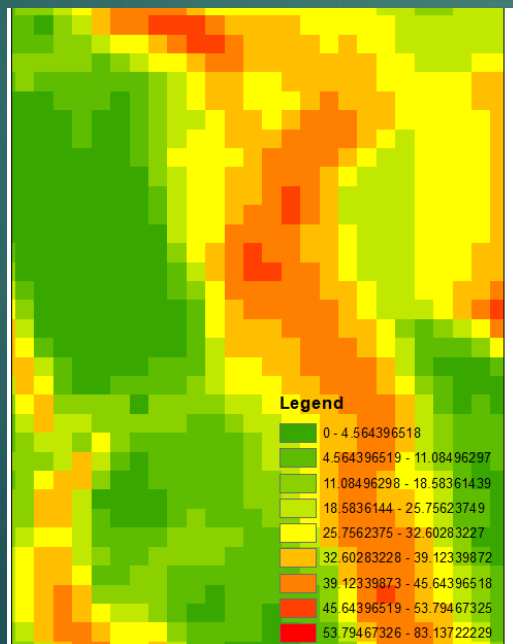 Legend
0 - 4.564396518
4.564396519 - 11.08496297
11.08496298 - 18.58361439
18.5836144 - 25.75623749
25.7562375 - 32.60283227
32.60283228 - 39.12339872
39.12339873 - 45.64396518
45.64396519 - 53.79467325
53.79467326 - 83.13722229